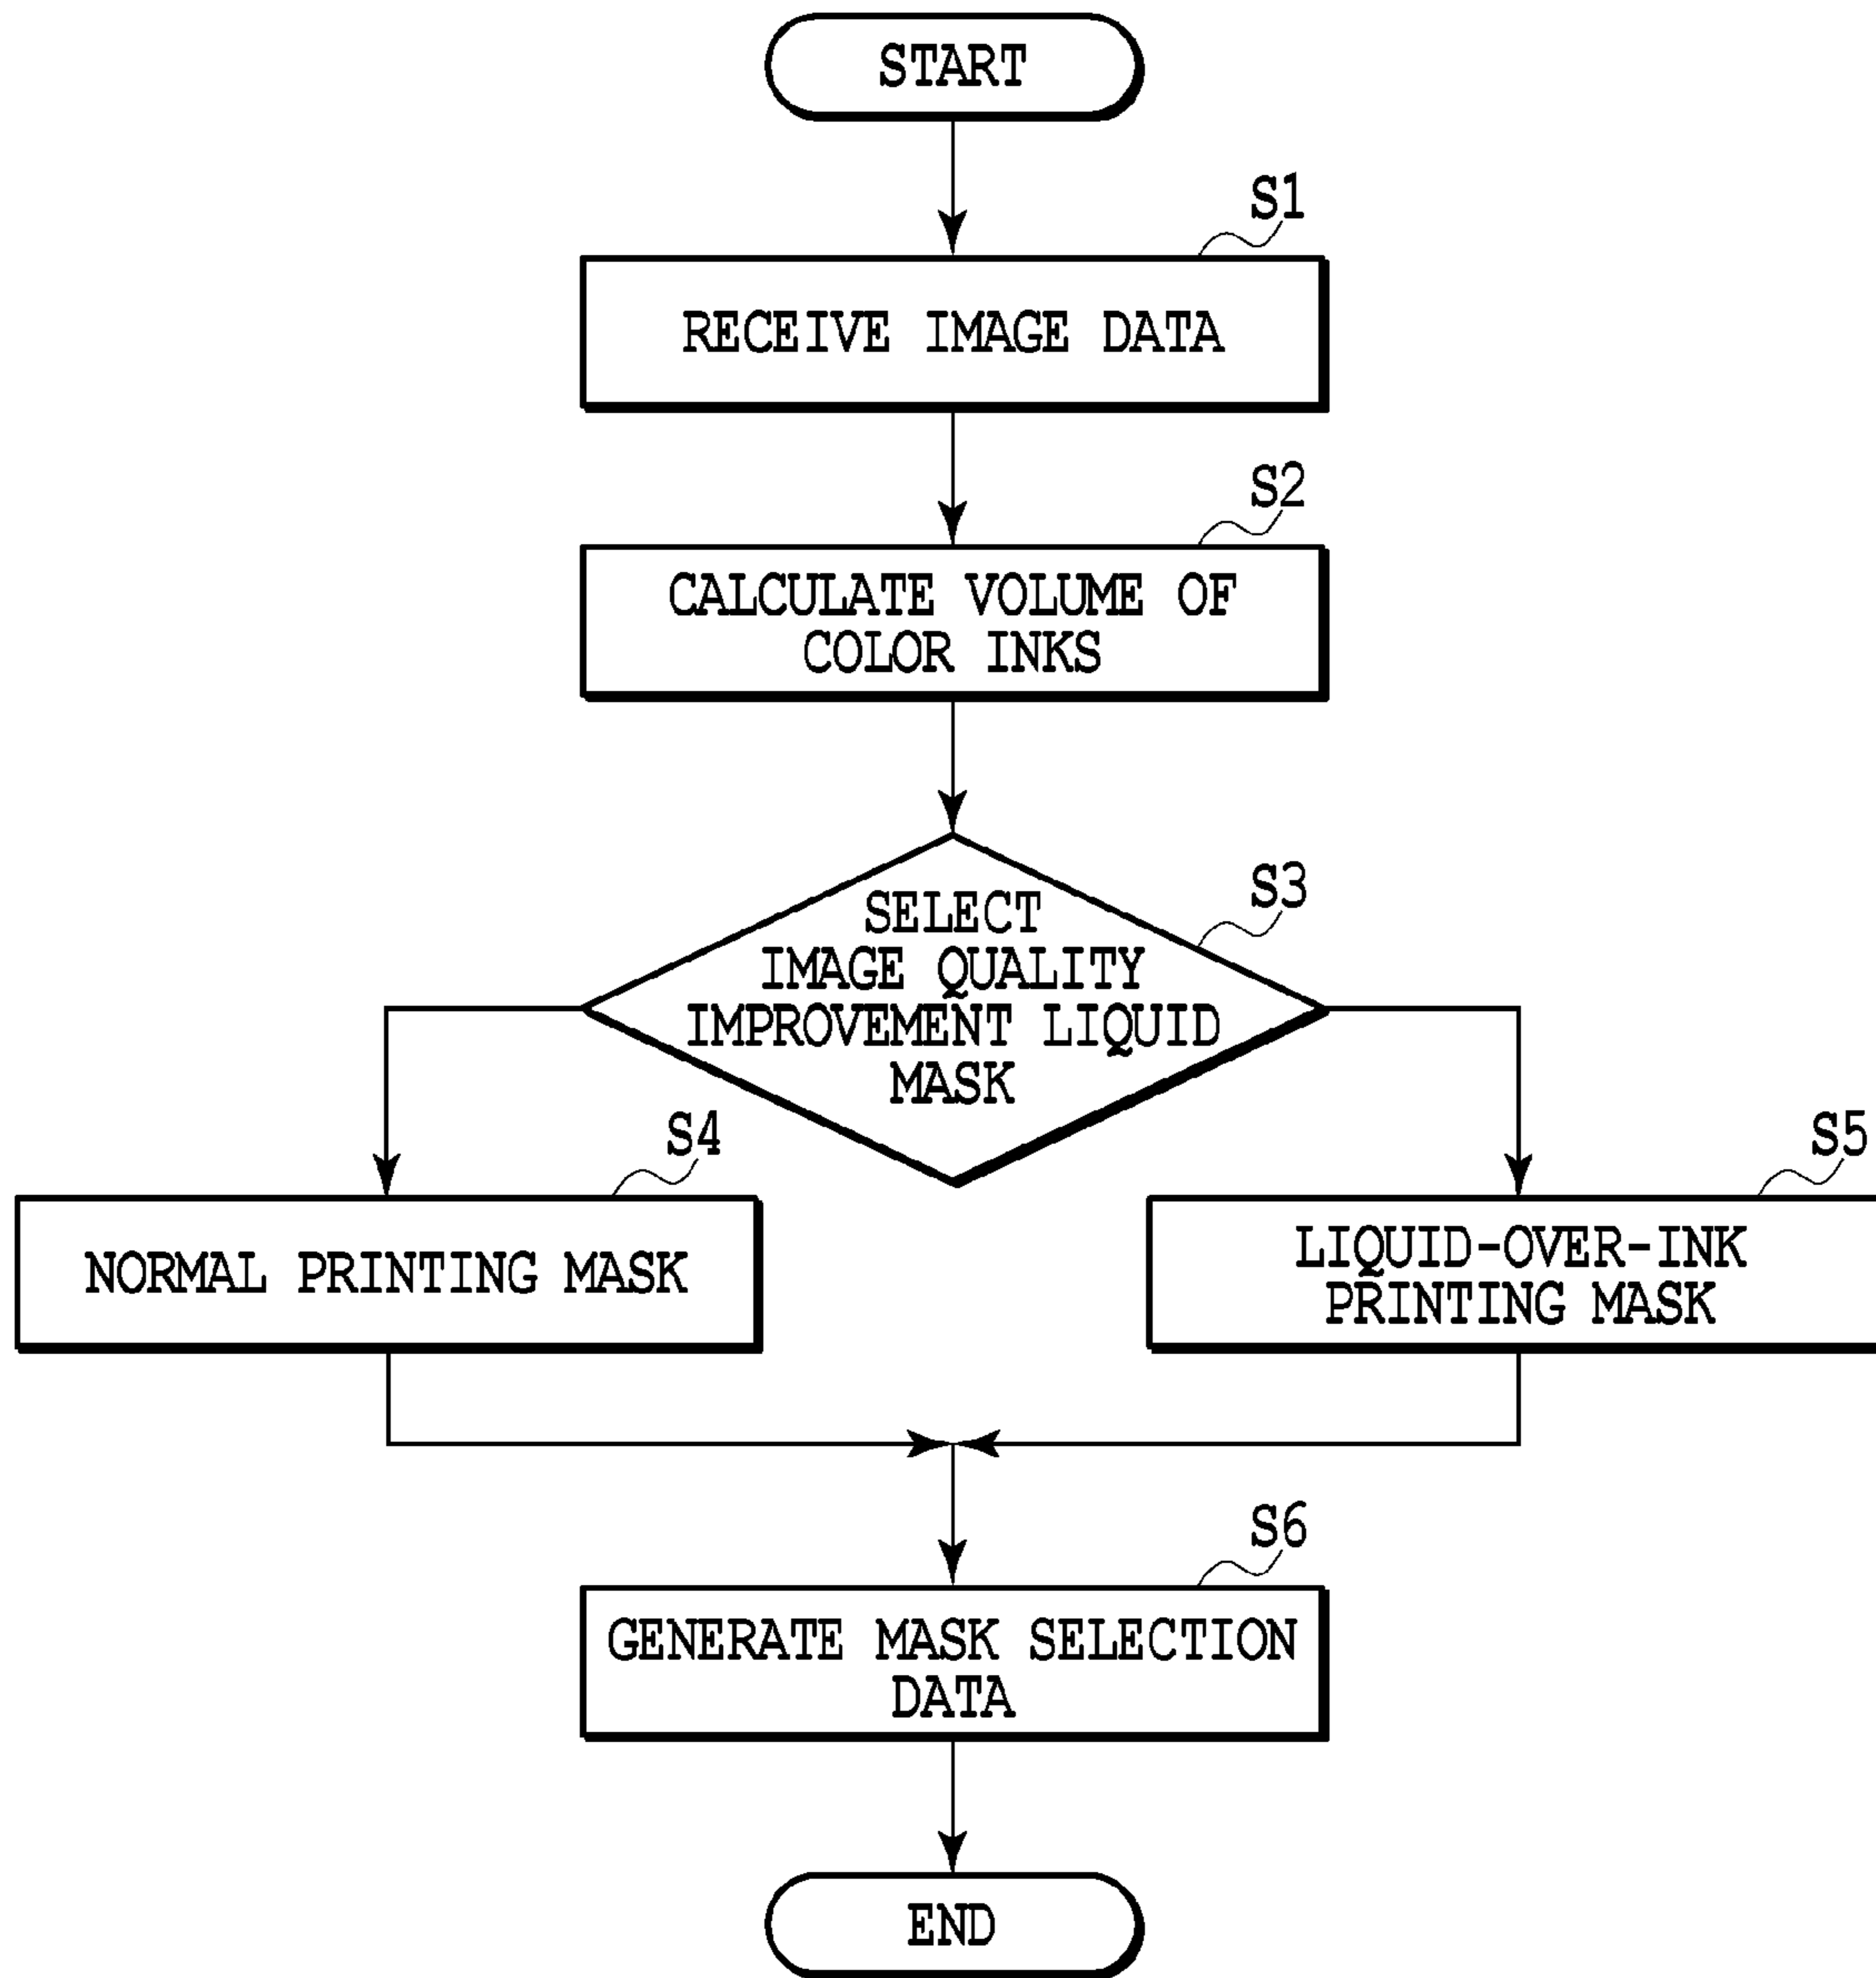 START
S1
RECEIVE IMAGE DATA
S2
CALCULATE VOLUME OF
COLOR INKS
S3
SELECT
IMAGE QUALITY
IMPROVEMENT LIQUID
MASK
S4
NORMAL PRINTING MASK
S5
LIQUID-OVER-INK
PRINTING MASK
S6
GENERATE MASK SELECTION
DATA
END